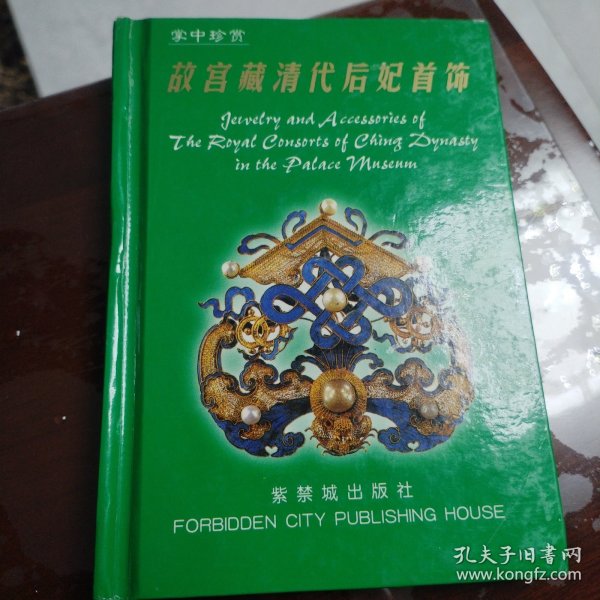 掌中珍赏
故宫藏清代后妃首饰
Jewelry and Accessories of
The Royal Consorts of Ching Dynasty
in the Palace Museum
紫禁城出版社
FORBIDDEN CITY PUBLISHING HOUSE
孔夫子旧书网
www.kongfz.com